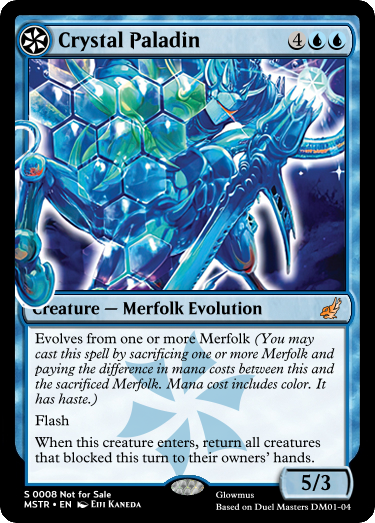 Crystal Paladin 4
Creature — Merfolk Evolution
Evolves from one or more Merfolk (You may
cast this spell by sacrificing one or more Merfolk and
paying the difference in mana costs between this and
the sacrificed Merfolk. Mana cost includes color. It
has haste.)
Flash
When this creature enters, return all creatures
that blocked this turn to their owners' hands.
5/3
S 0008 Not for Sale
MSTR • EN Eiji Kaneda
Glowmus
Based on Duel Masters DM01-04